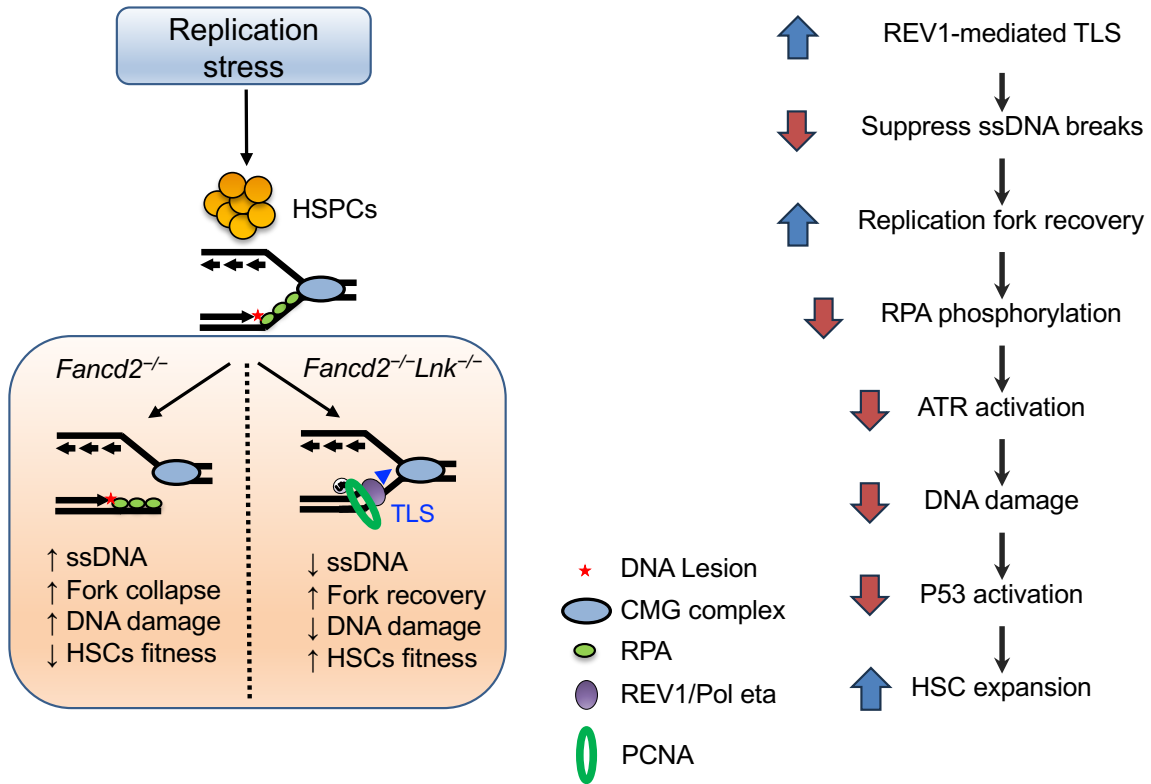 Replication
stress
HSPCs
Fancd2−/−
Fancd2−/−Lnk−/−
TLS
↑ ssDNA
↑ Fork collapse
↑ DNA damage
↓ HSCs fitness
↓ ssDNA
↑ Fork recovery
↓ DNA damage
↑ HSCs fitness
DNA Lesion
CMG complex
RPA
REV1/Pol eta
PCNA
REV1-mediated TLS
Suppress ssDNA breaks
Replication fork recovery
RPA phosphorylation
ATR activation
DNA damage
P53 activation
HSC expansion